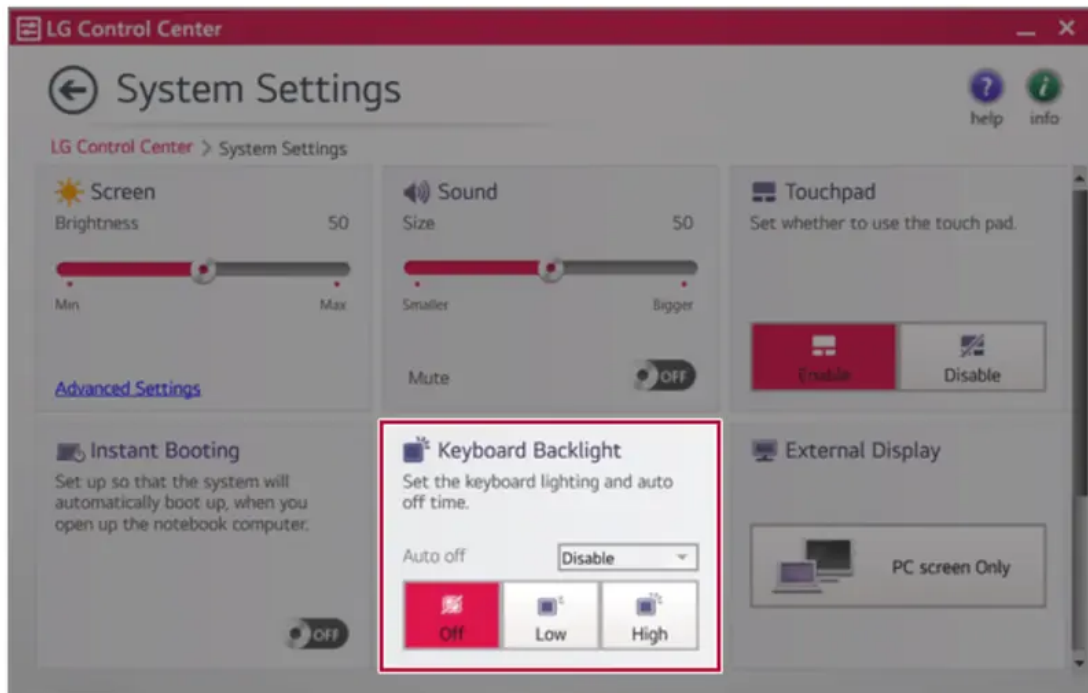 LG Control Center
System Settings
help
info
LG Control Center > System Settings
Screen
Brightness 50
Min Max
Advanced Settings
Sound
Size 50
Smaller Bigger
Mute OFF
Touchpad
Set whether to use the touch pad.
Enable Disable
Instant Booting
Set up so that the system will
automatically boot up, when you
open up the notebook computer.
OFF
Keyboard Backlight
Set the keyboard lighting and auto
off time.
Auto off Disable
Off Low High
External Display
PC screen Only